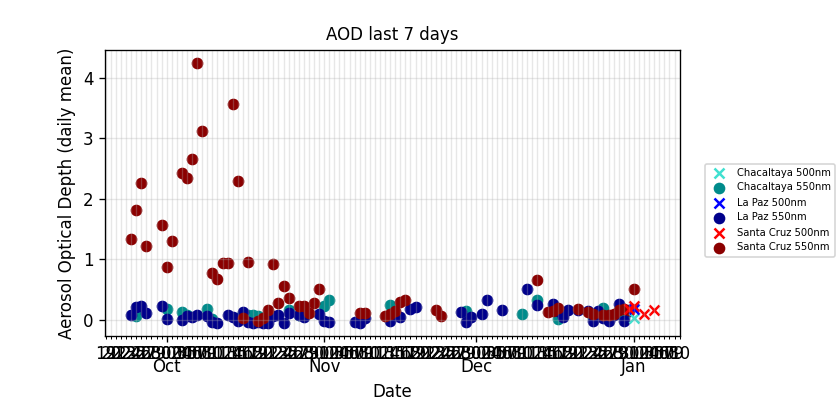 AOD last 7 days
Aerosol Optical Depth (daily mean)
4
3
2
1
0
Oct
Nov
Dec
Jan
Date
Chacaltaya 500nm
Chacaltaya 550nm
La Paz 500nm
La Paz 550nm
Santa Cruz 500nm
Santa Cruz 550nm